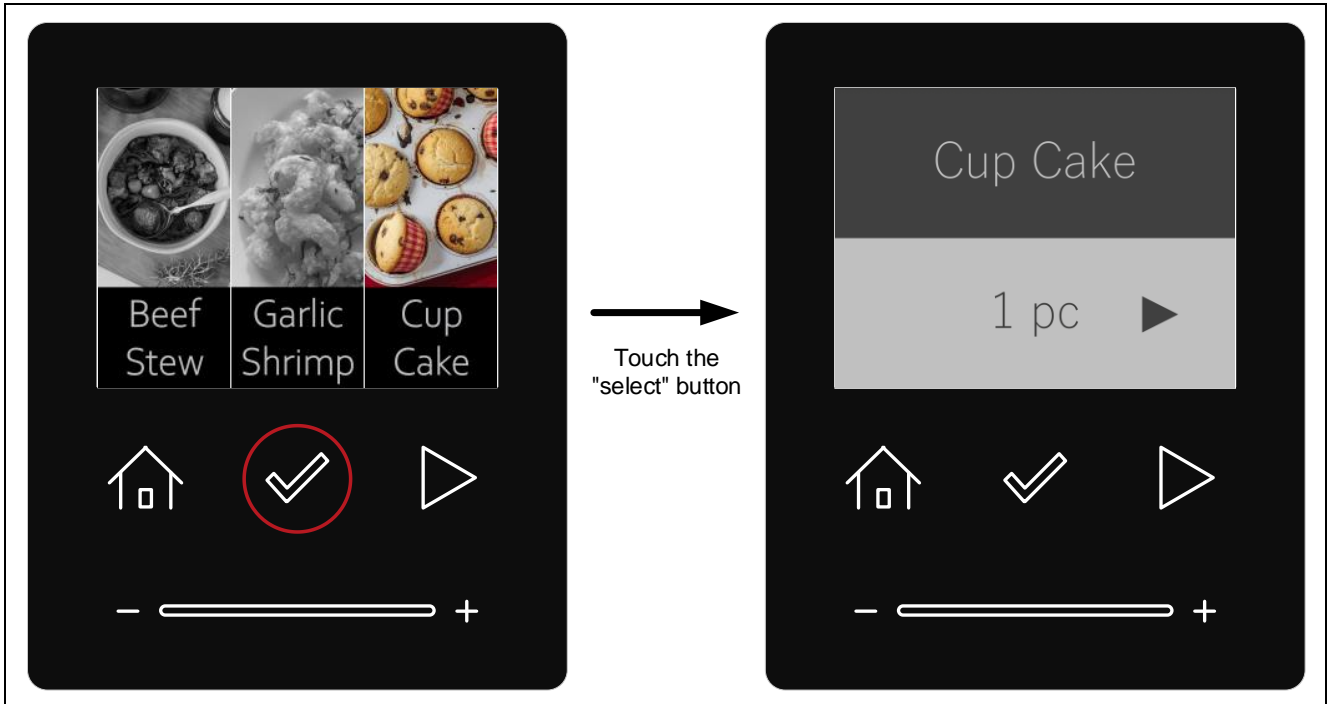 Beef
Stew
Garlic
Shrimp
Cup
Cake
Touch the
"select" button
Cup Cake
1 pc